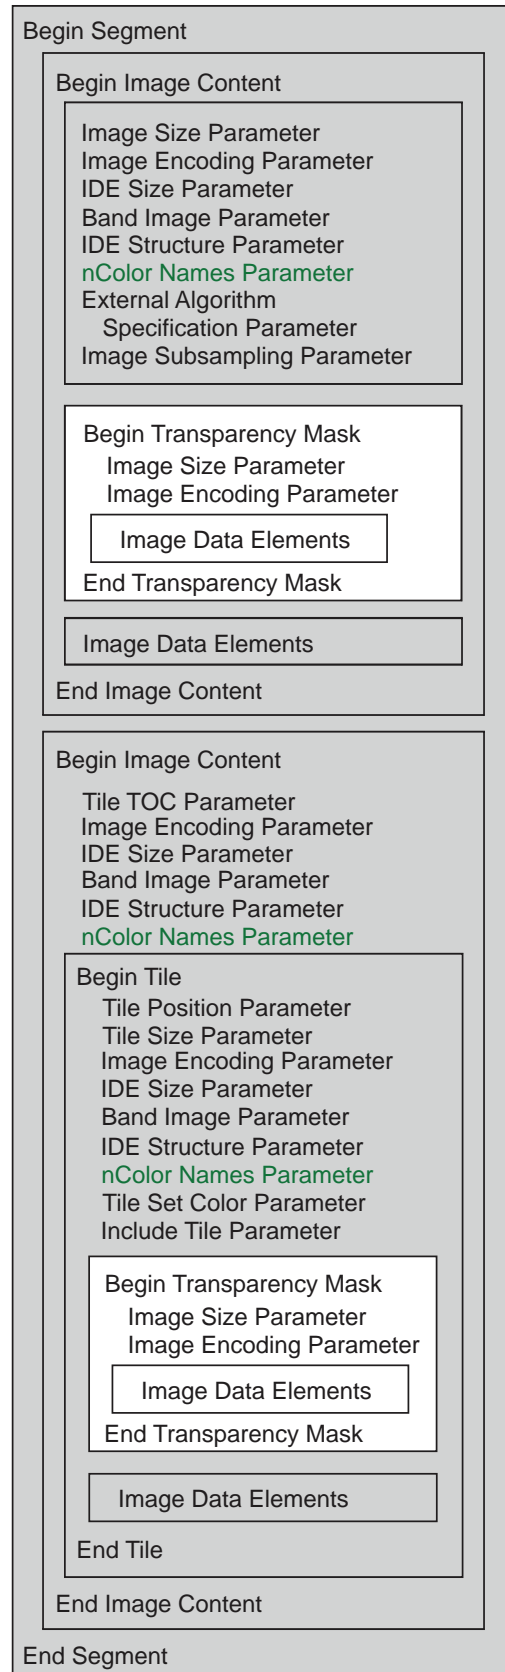 Begin Segment
Begin Image Content
Image Size Parameter
Image Encoding Parameter
IDE Size Parameter
Band Image Parameter
IDE Structure Parameter
nColor Names Parameter
External Algorithm
Specification Parameter
Image Subsampling Parameter
Begin Transparency Mask
Image Size Parameter
Image Encoding Parameter
Image Data Elements
End Transparency Mask
Image Data Elements
End Image Content
Begin Image Content
Tile TOC Parameter
Image Encoding Parameter
IDE Size Parameter
Band Image Parameter
IDE Structure Parameter
nColor Names Parameter
Begin Tile
Tile Position Parameter
Tile Size Parameter
Image Encoding Parameter
IDE Size Parameter
Band Image Parameter
IDE Structure Parameter
nColor Names Parameter
Tile Set Color Parameter
Include Tile Parameter
Begin Transparency Mask
Image Size Parameter
Image Encoding Parameter
Image Data Elements
End Transparency Mask
Image Data Elements
End Tile
End Image Content
End Segment